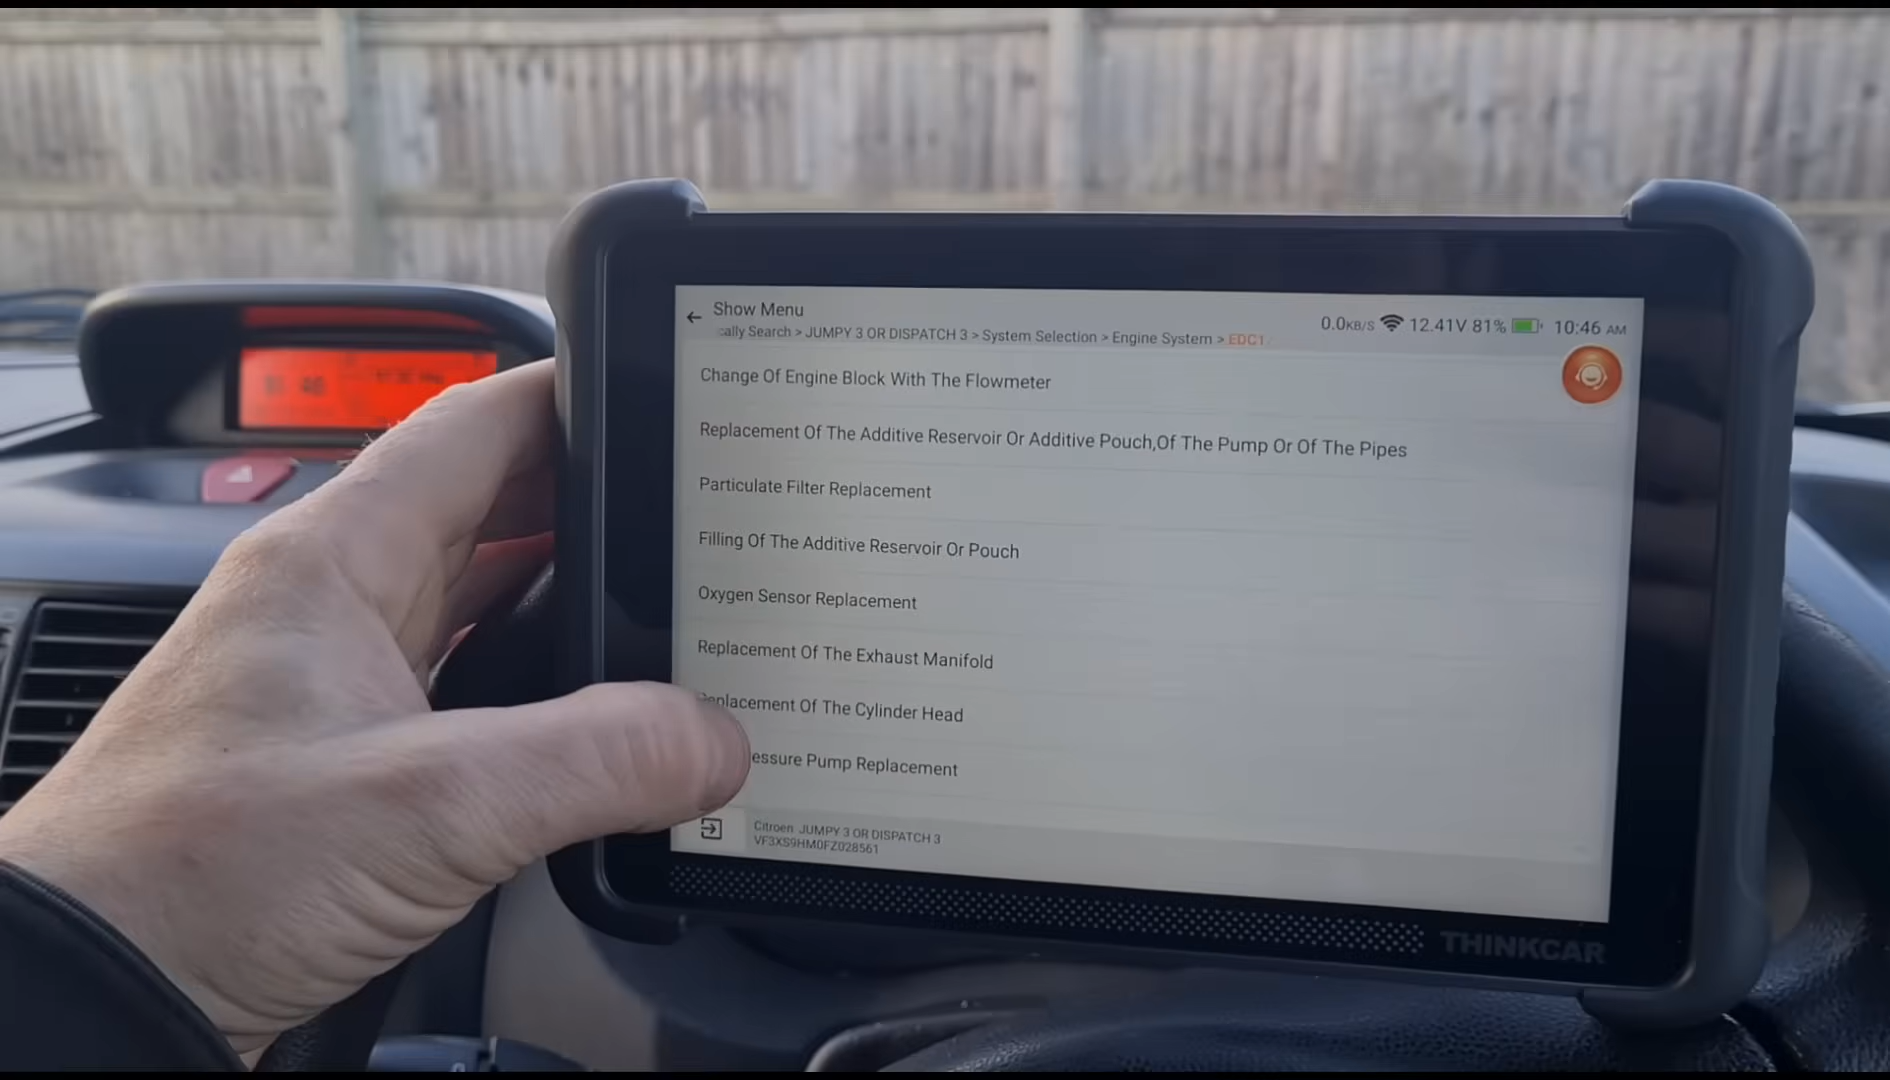 Show Menu
cally Search > JUMPY 3 OR DISPATCH 3 > System Selection > Engine System > EDC1
0.0KB/S 12.41V 81% 10:46 AM
Change Of Engine Block With The Flowmeter
Replacement Of The Additive Reservoir Or Additive Pouch,Of The Pump Or Of The Pipes
Particulate Filter Replacement
Filling Of The Additive Reservoir Or Pouch
Oxygen Sensor Replacement
Replacement Of The Exhaust Manifold
placement Of The Cylinder Head
essure Pump Replacement
Citroen JUMPY 3 OR DISPATCH 3
VF3XS9HM0FZ028561
THINKCAR